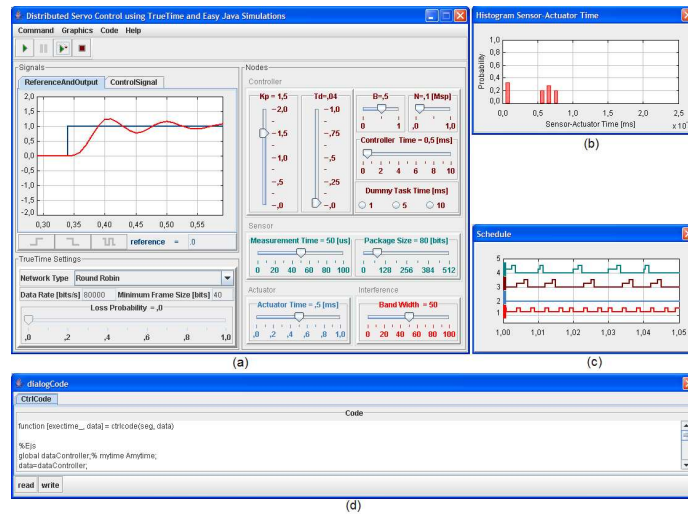 Distributed Servo Control using TrueTime and Easy Java Simulations
Command Graphics Code Help
Signals
ReferenceAndOutput ControlSignal
2,0
1,5
1,0
,5
,0
-,5
-1,0
-1,5
-2,0
0,30 0,35 0,40 0,45 0,50 0,55
reference = ,0
TrueTime Settings
Network Type Round Robin
Data Rate [bits/s] 80000 Minimum Frame Size [bits] 40
Loss Probability = ,0
,0 ,2 ,4 ,6 ,8 1,0
Nodes
Controller
Kp = 1,5
2,0
1,5
1,0
,5
,0
Td=,04
1,0
,75
,5
,25
,0
B=,5
0 1
N=,1 [Msp]
,0 1,0
Controller Time = 0,5 [ms]
0 2 4 6 8 10
Dummy Task Time [ms]
1 5 10
Sensor
Measurement Time = 50 [us]
0 20 40 60 80 100
Package Size = 80 [bits]
0 128 256 384 512
Actuator
Actuator Time = ,5 [ms]
,0 ,2 ,4 ,6 ,8 1,0
Interference
Band Width = 50
0 20 40 60 80 100
(a)
Histogram Sensor-Actuator Time
Probability
1,0
0,8
0,6
0,4
0,2
0,0
0,0 0,5 1,0 1,5 2,0 2,5
Sensor-Actuator Time [ms]
(b)
Schedule
5
4
3
2
1
1,00 1,01 1,02 1,03 1,04 1,05
(c)
dialogCode
CtrlCode
Code
function [exectime_, data] = ctrlcode(seg, data)
%Ejs
global dataController;% mytime Amytime;
data=dataController;
read write
(d)